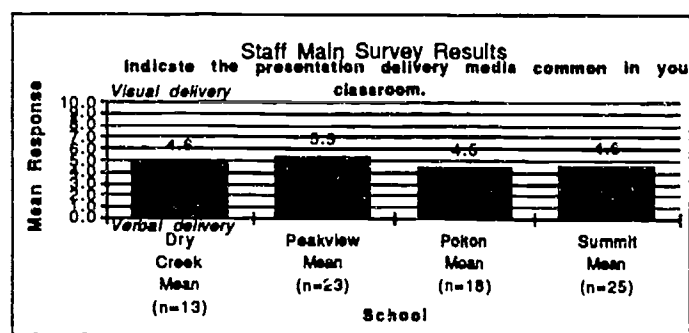 Staff Main Survey Results
Indicate the presentation delivery media common in you
classroom.
Visual delivery
Mean Response
10.0
9.0
8.0
7.0
6.0
5.0
4.0
3.0
2.0
1.0
0.0
4.6
4.5
4.6
Verbal delivery
Dry Creek Mean (n=13)
Peakview Mean (n=23)
Polton Mean (n=18)
Summit Mean (n=25)
School